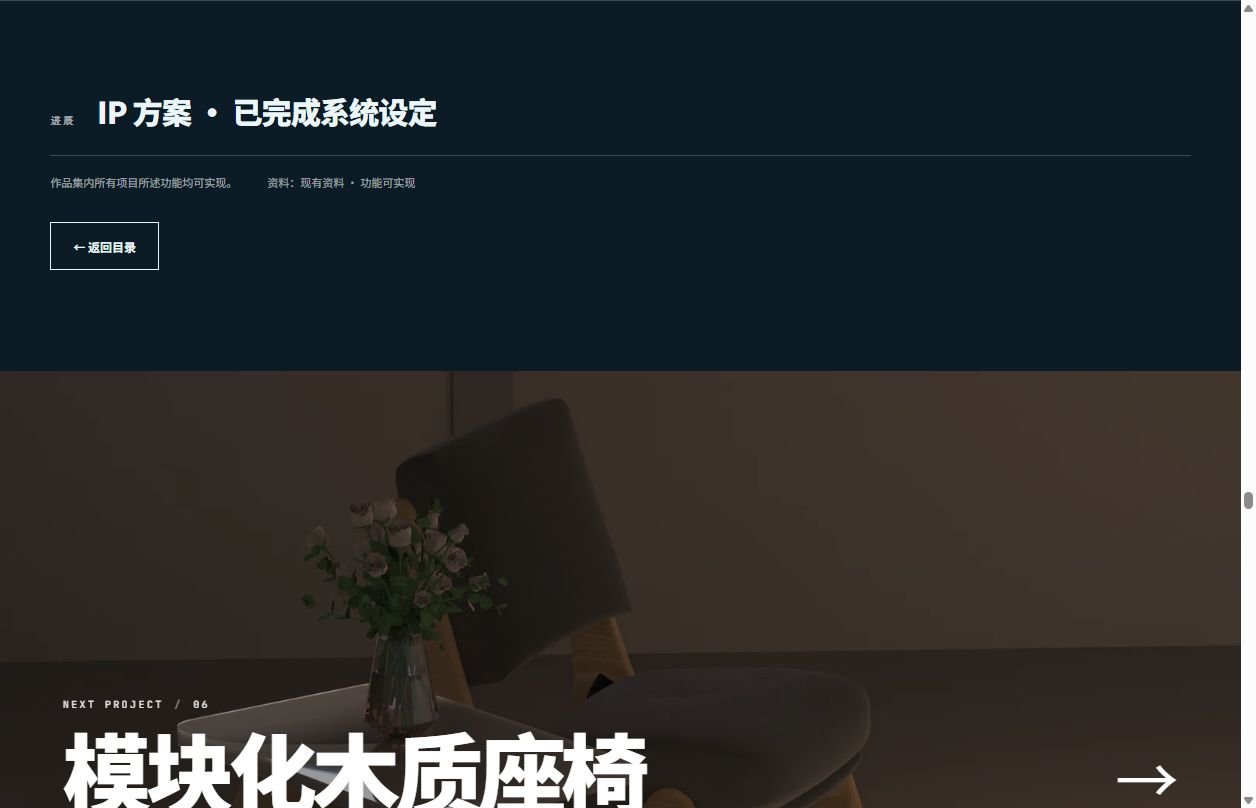 进展 IP 方案 · 已完成系统设定
作品集内所有项目所述功能均可实现。 资料：现有资料 · 功能可实现
← 返回目录
NEXT PROJECT / 06
模块化木质座椅 →